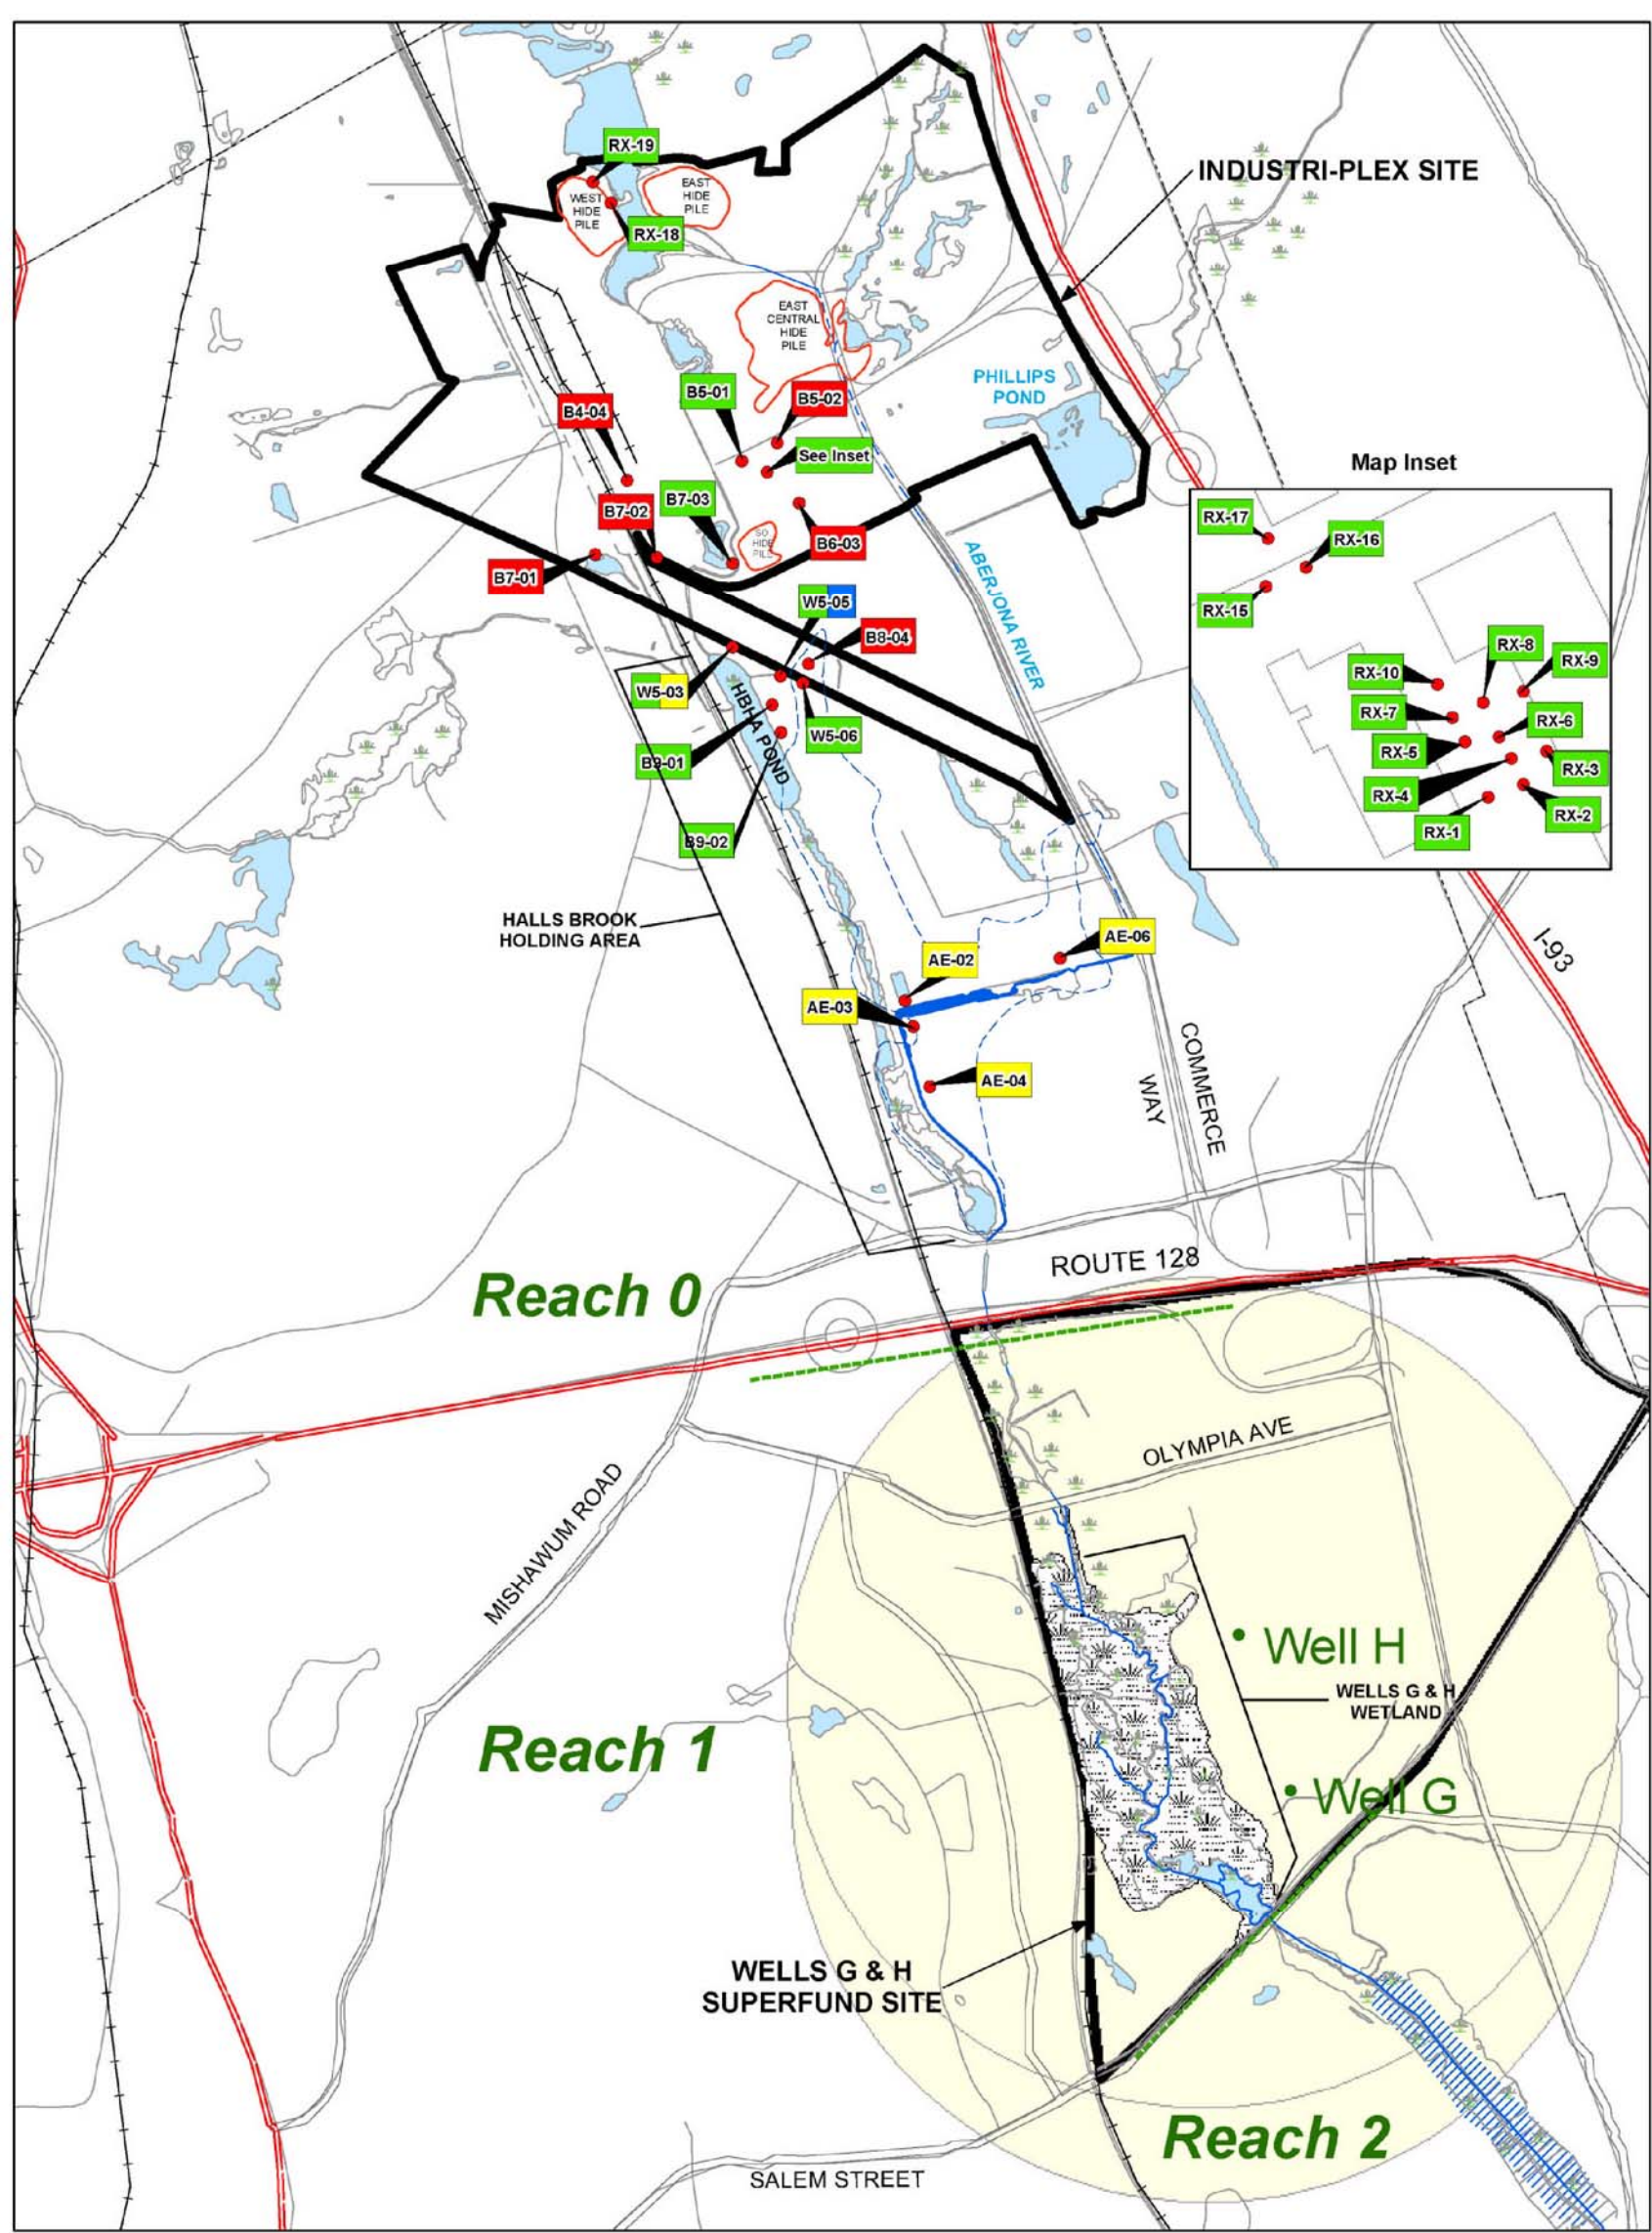 RX-19
INDUSTRI-PLEX SITE
WEST
HIDE
PILE
EAST
HIDE
PILE
RX-18
EAST
CENTRAL
HIDE
PILE
PHILLIPS
POND
B5-01
B5-02
B4-04
See Inset
Map Inset
B7-03
B7-02
SO
HIDE
PILE
B6-03
B7-01
ABERJONA RIVER
W5-05
B8-04
W5-03
HBHA POND
W5-06
B9-01
B9-02
RX-17
RX-16
RX-15
RX-8
RX-9
RX-10
RX-7
RX-6
RX-5
RX-3
RX-4
RX-2
RX-1
HALLS BROOK
HOLDING AREA
AE-06
AE-02
I-93
AE-03
AE-04
COMMERCE
WAY
ROUTE 128
Reach 0
OLYMPIA AVE
MISHAWUM ROAD
Well H
WELLS G & H
WETLAND
Reach 1
Well G
WELLS G & H
SUPERFUND SITE
Reach 2
SALEM STREET